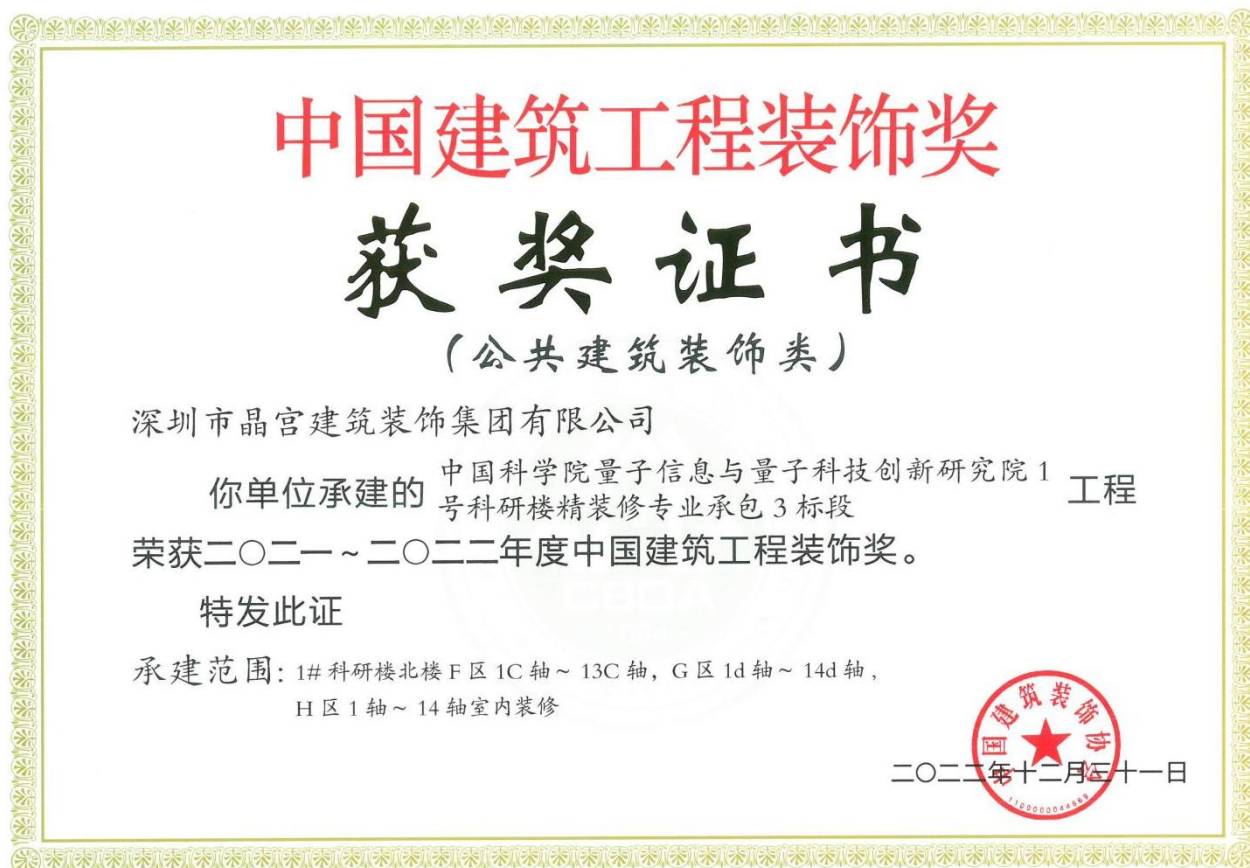 中国建筑工程装饰奖
获奖证书
(公共建筑装饰类)
深圳市晶宫建筑装饰集团有限公司
你单位承建的 中国科学院量子信息与量子科技创新研究院1号科研楼精装修专业承包3标段 工程
荣获二〇二一~二〇二二年度中国建筑工程装饰奖。
特发此证
承建范围: 1#科研楼北楼F区1C轴~13C轴, G区1d轴~14d轴,
H区1轴~14轴室内装修
中国建筑装饰协会
二〇二二年十二月三十一日
CBDA